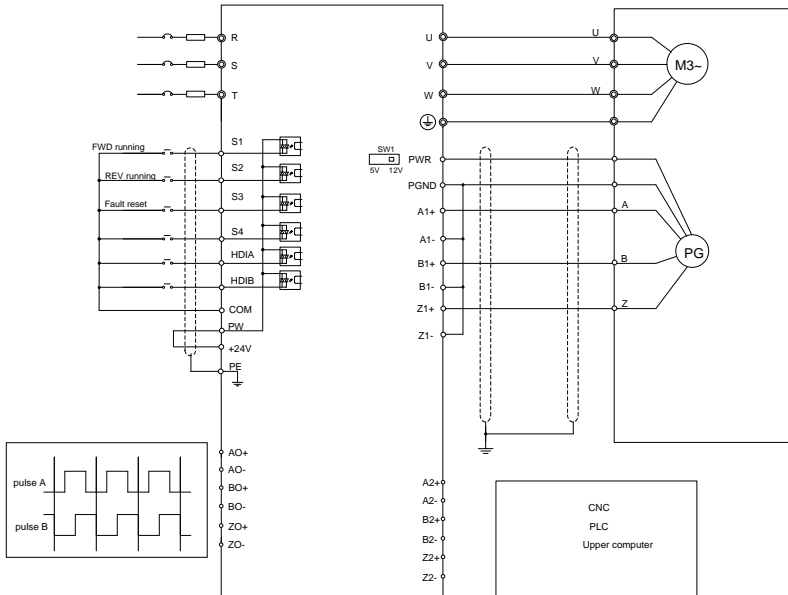 R
S
T
U
V
W
U
V
W
M3~
FWD running
REV running
Fault reset
S1
S2
S3
S4
HDIA
HDIB
COM
PW
+24V
PE
SW1
5V 12V
PWR
PGND
A1+
A1-
B1+
B1-
Z1+
Z1-
A
B
Z
PG
pulse A
pulse B
AO+
AO-
BO+
BO-
ZO+
ZO-
A2+
A2-
B2+
B2-
Z2+
Z2-
CNC
PLC
Upper computer